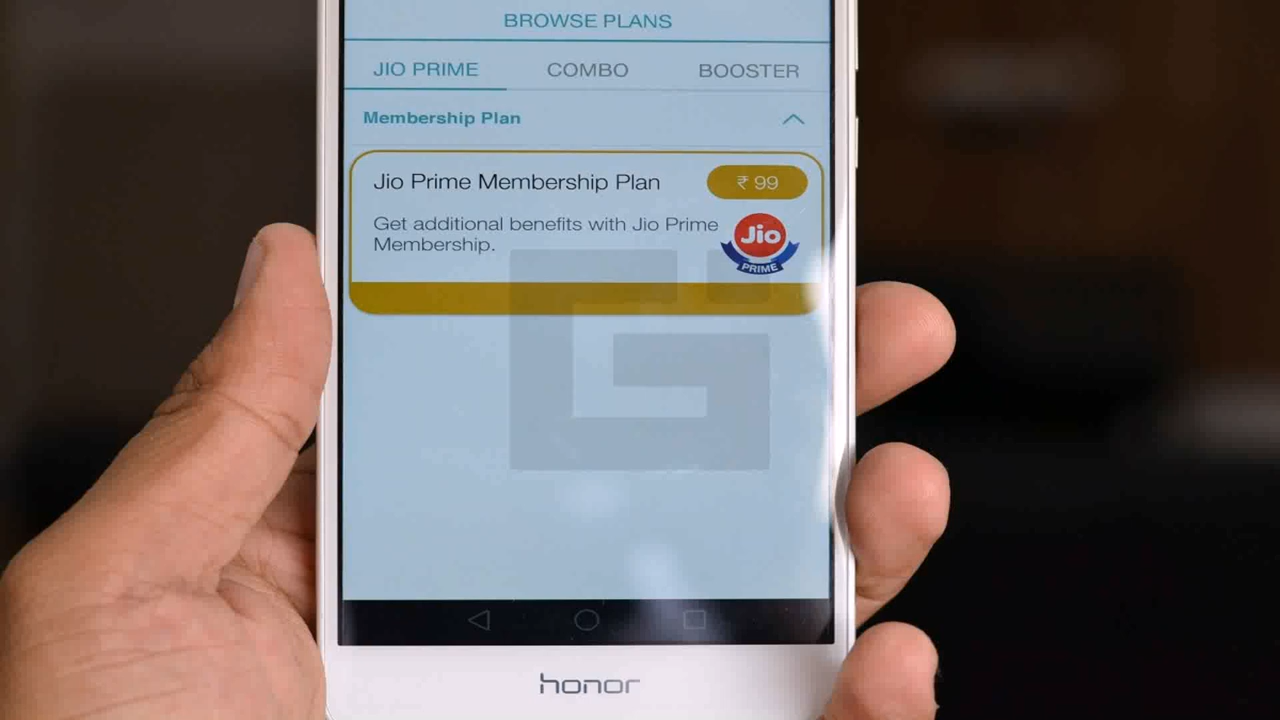 BROWSE PLANS
JIO PRIME COMBO BOOSTER
Membership Plan
Jio Prime Membership Plan ₹ 99
Get additional benefits with Jio Prime
Membership.
Jio
PRIME
honor